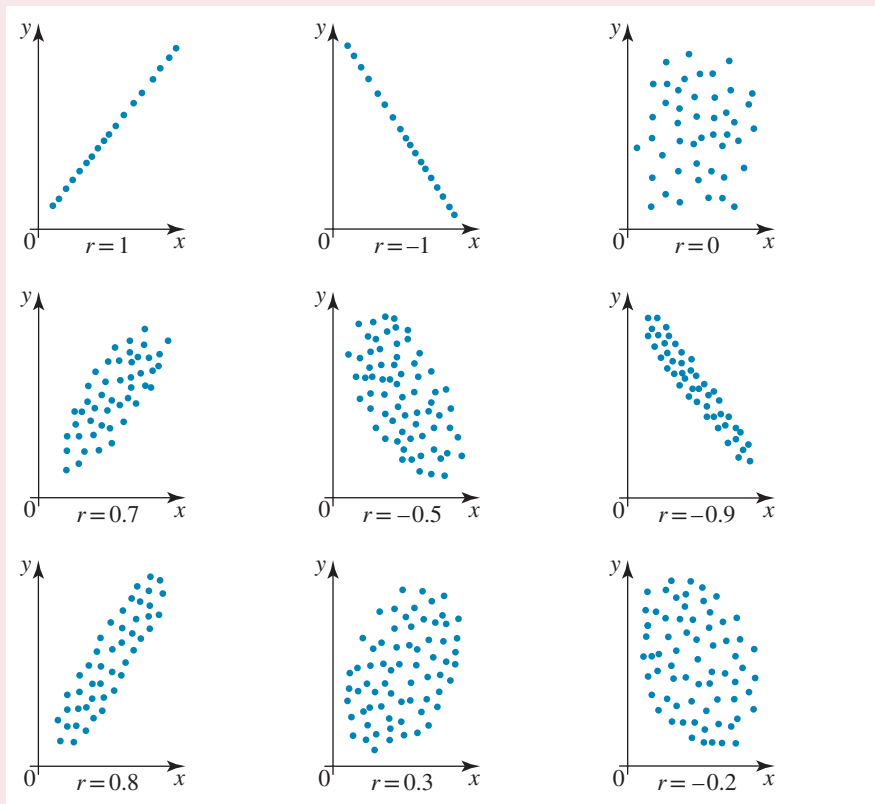 y
y
y
0
x
r = 1
0
x
r = –1
0
x
r = 0
y
y
y
0
x
r = 0.7
0
x
r = –0.5
0
x
r = –0.9
y
y
y
0
x
r = 0.8
0
x
r = 0.3
0
x
r = –0.2